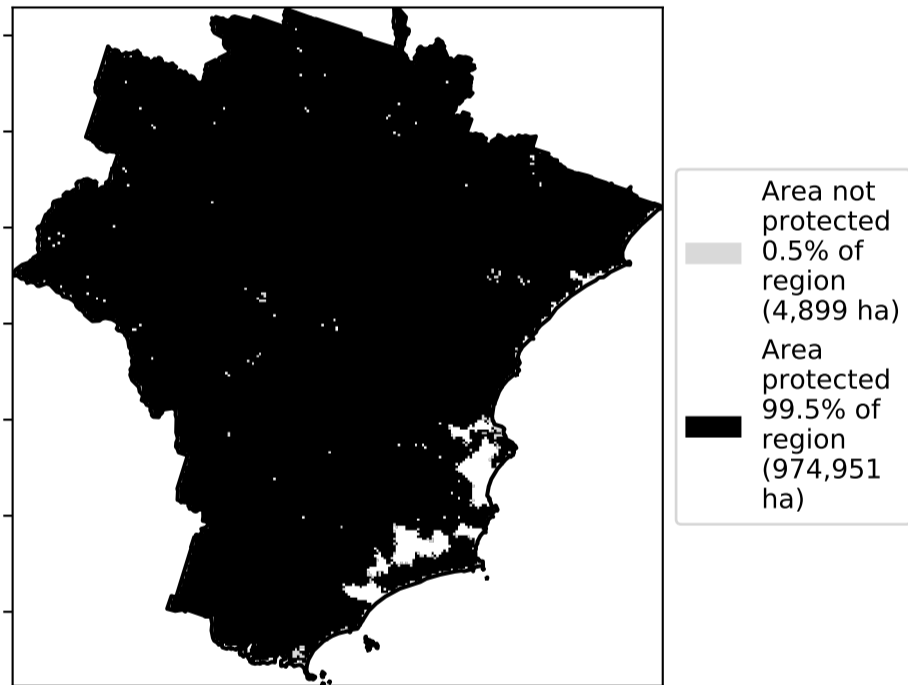 Area not
protected
0.5% of
region
(4,899 ha)
Area
protected
99.5% of
region
(974,951
ha)